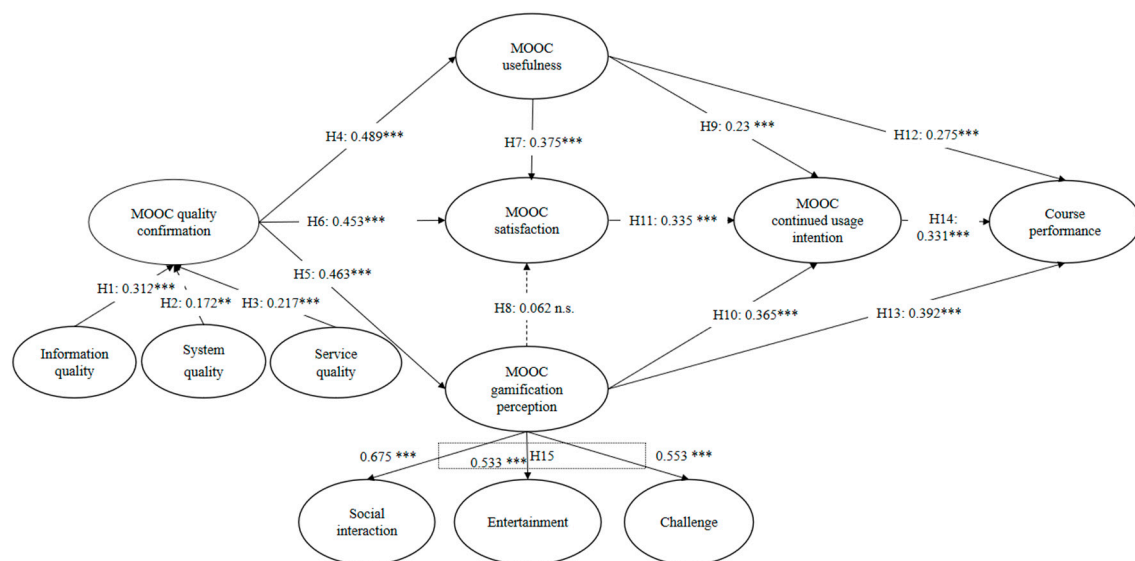 MOOC
usefulness
H4: 0.489***
H7: 0.375***
H9: 0.23 ***
H12: 0.275***
MOOC quality
confirmation
H6: 0.453***
MOOC
satisfaction
H11: 0.335 ***
MOOC
continued usage
intention
H14:
0.331***
Course
performance
H5: 0.463***
H1: 0.312***
H2: 0.172**
H3: 0.217***
H8: 0.062 n.s.
H10: 0.365***
H13: 0.392***
Information
quality
System
quality
Service
quality
MOOC
gamification
perception
0.675 ***
0.533 ***
H15
0.553 ***
Social
interaction
Entertainment
Challenge